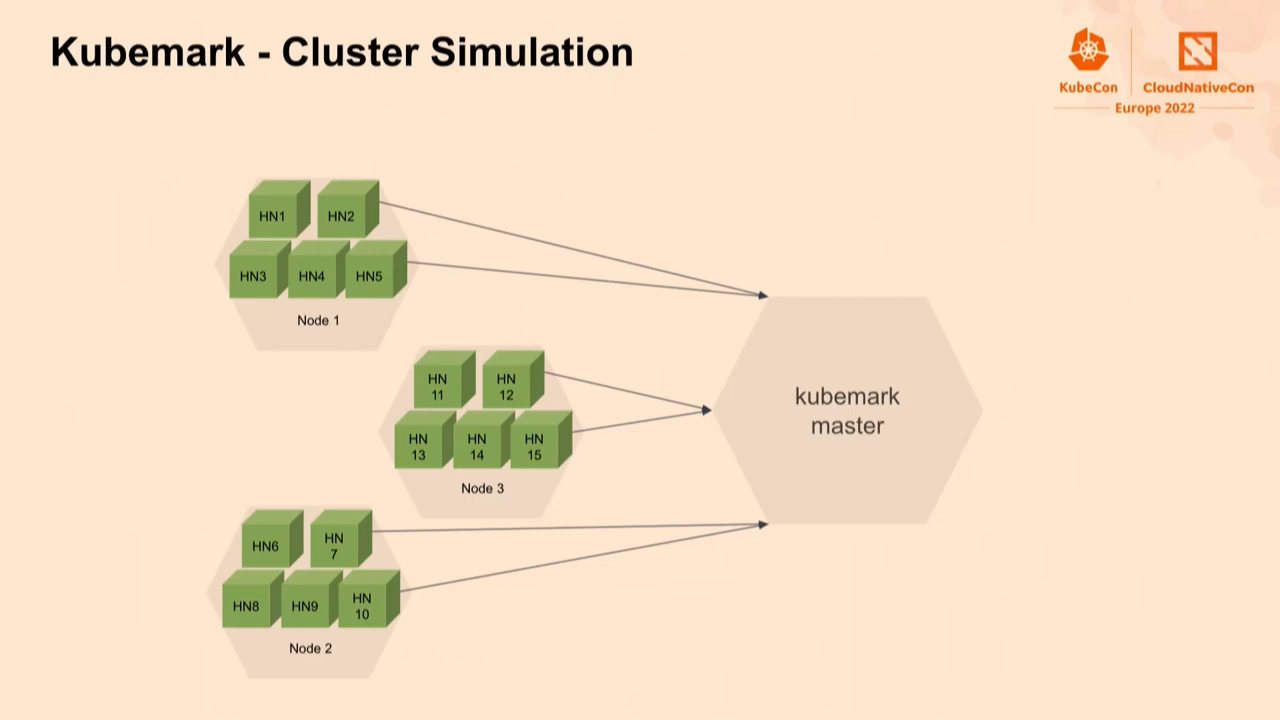 Kubemark - Cluster Simulation
KubeCon
CloudNativeCon
Europe 2022
HN1
HN2
HN3
HN4
HN5
Node 1
HN
11
HN
12
HN
13
HN
14
HN
15
Node 3
kubemark
master
HN6
HN
7
HN8
HN9
HN
10
Node 2